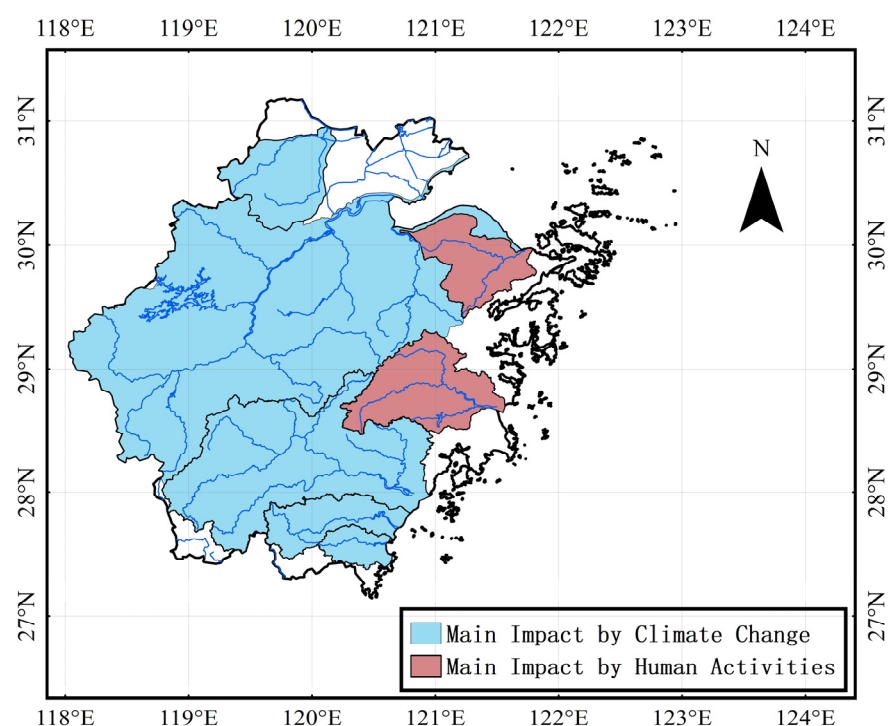 118°E 119°E 120°E 121°E 122°E 123°E 124°E
31°N 31°N
N
30°N 30°N
29°N 29°N
28°N 28°N
27°N 27°N
Main Impact by Climate Change
Main Impact by Human Activities
118°E 119°E 120°E 121°E 122°E 123°E 124°E